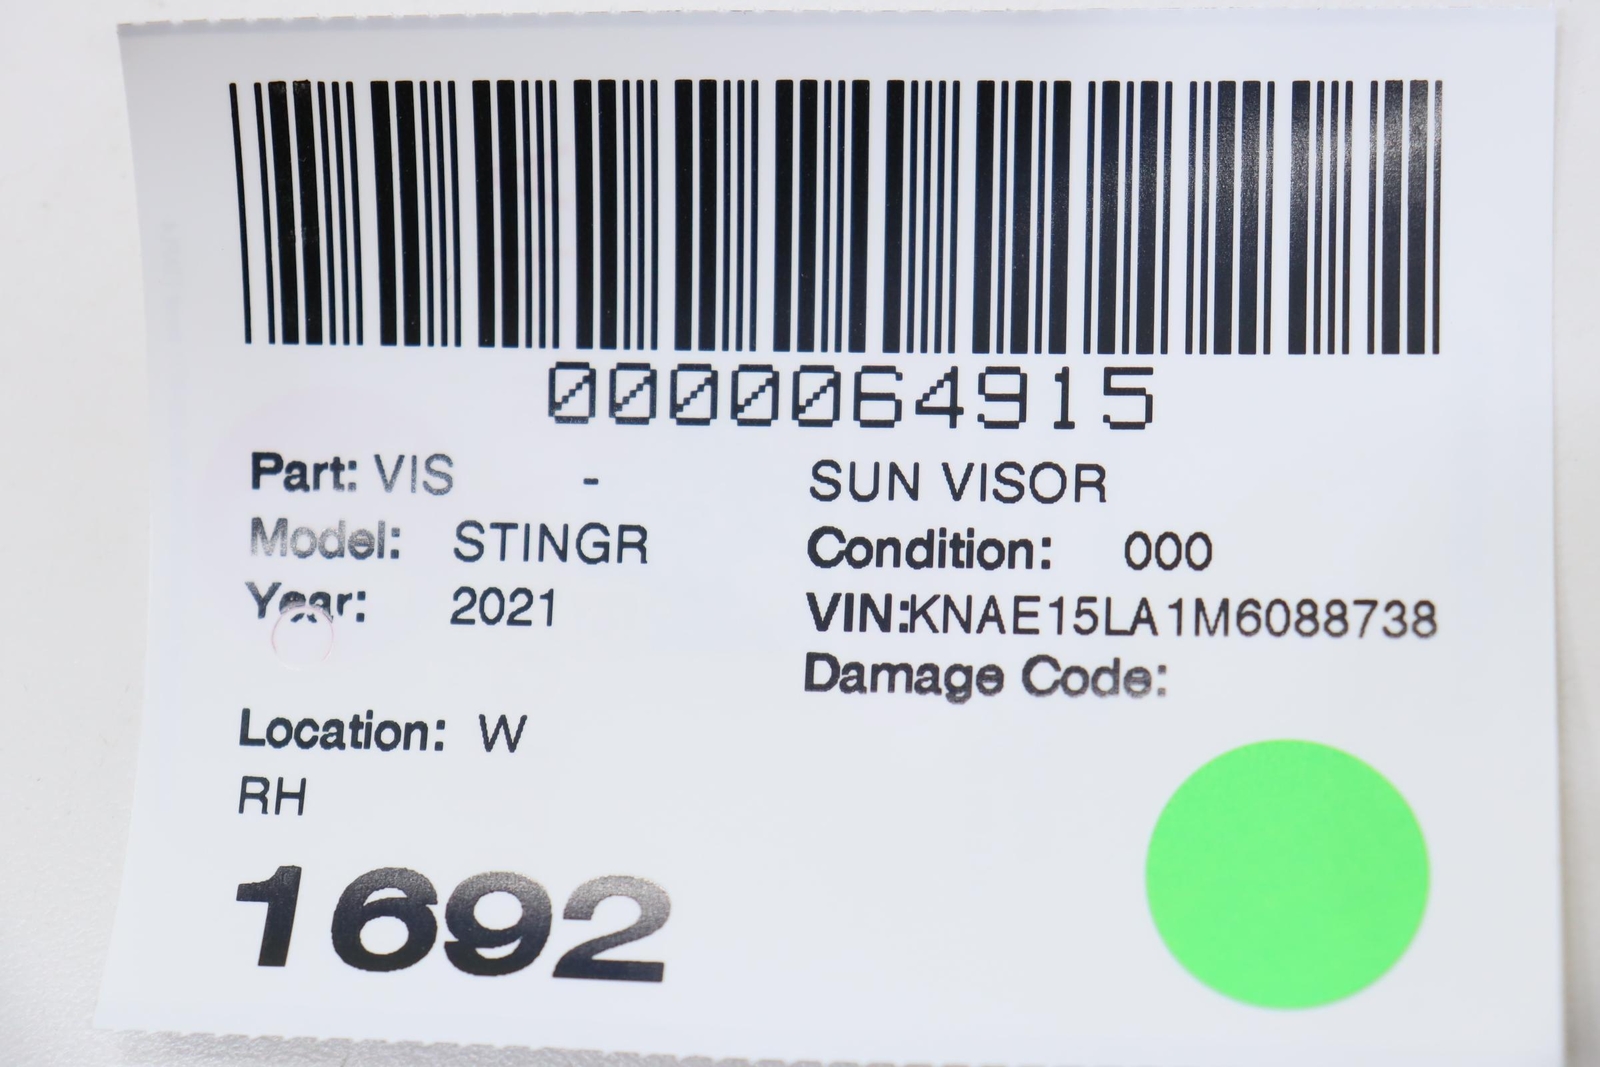 0000064915
Part: VIS - SUN VISOR
Model: STINGR Condition: 000
Year: 2021 VIN:KNAE15LA1M6088738
Damage Code:
Location: W
RH
1692